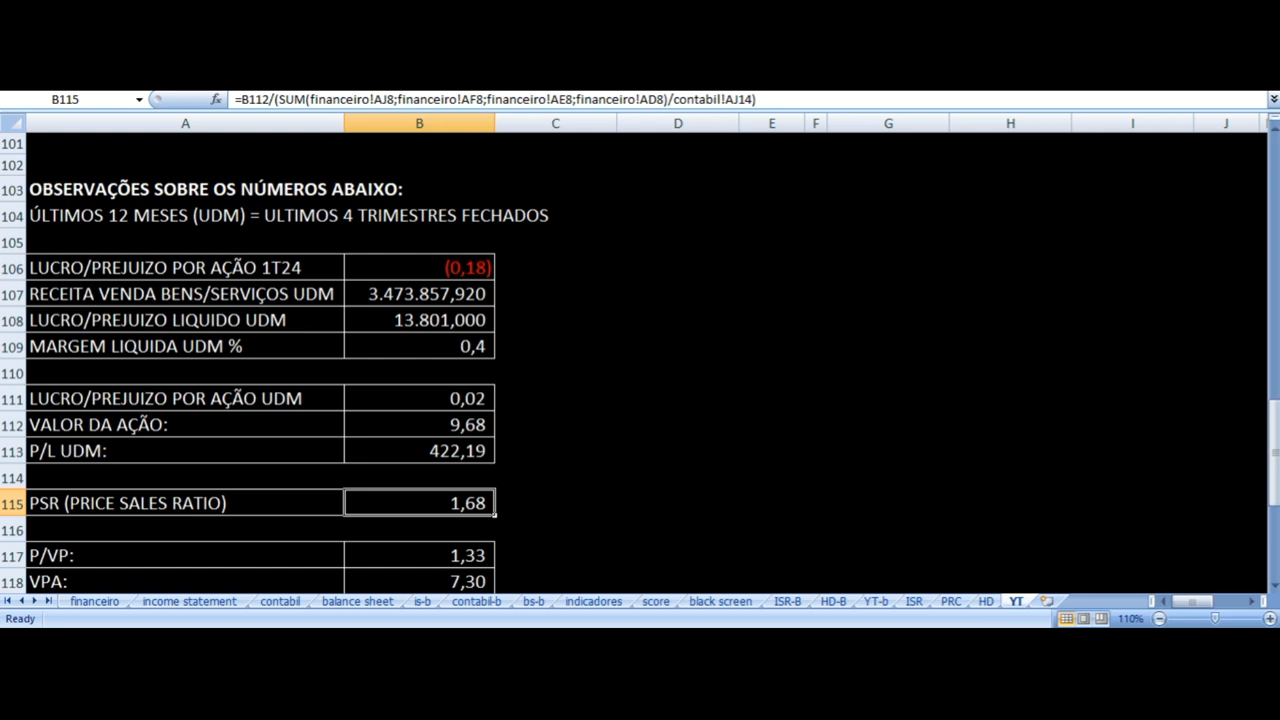 B115 fx =B112/(SUM(financeiro!AJ8;financeiro!AF8;financeiro!AE8;financeiro!AD8)/contabil!AJ14)
A B C D E F G H I J
101
102
103 OBSERVAÇÕES SOBRE OS NÚMEROS ABAIXO:
104 ÚLTIMOS 12 MESES (UDM) = ULTIMOS 4 TRIMESTRES FECHADOS
105
106 LUCRO/PREJUIZO POR AÇÃO 1T24 (0,18)
107 RECEITA VENDA BENS/SERVIÇOS UDM 3.473.857,920
108 LUCRO/PREJUIZO LIQUIDO UDM 13.801,000
109 MARGEM LIQUIDA UDM % 0,4
110
111 LUCRO/PREJUIZO POR AÇÃO UDM 0,02
112 VALOR DA AÇÃO: 9,68
113 P/L UDM: 422,19
114
115 PSR (PRICE SALES RATIO) 1,68
116
117 P/VP: 1,33
118 VPA: 7,30
financeiro income statement contabil balance sheet is-b contabil-b bs-b indicadores score black screen ISR-B HD-B YT-b ISR PRC HD YT
Ready 110%